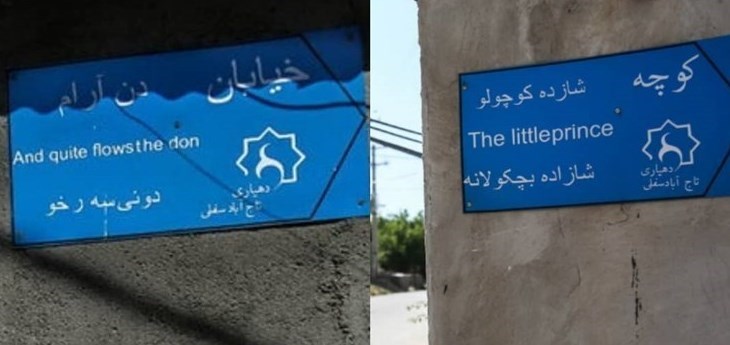 خیابان دن آرام
And quite flows the don
دونی سه رخو
دهیاری
تاج آباد سفلی
کوچه شازده کوچولو
The littleprince
شازاده بچکولانه
دهیاری
تاج آباد سفلی